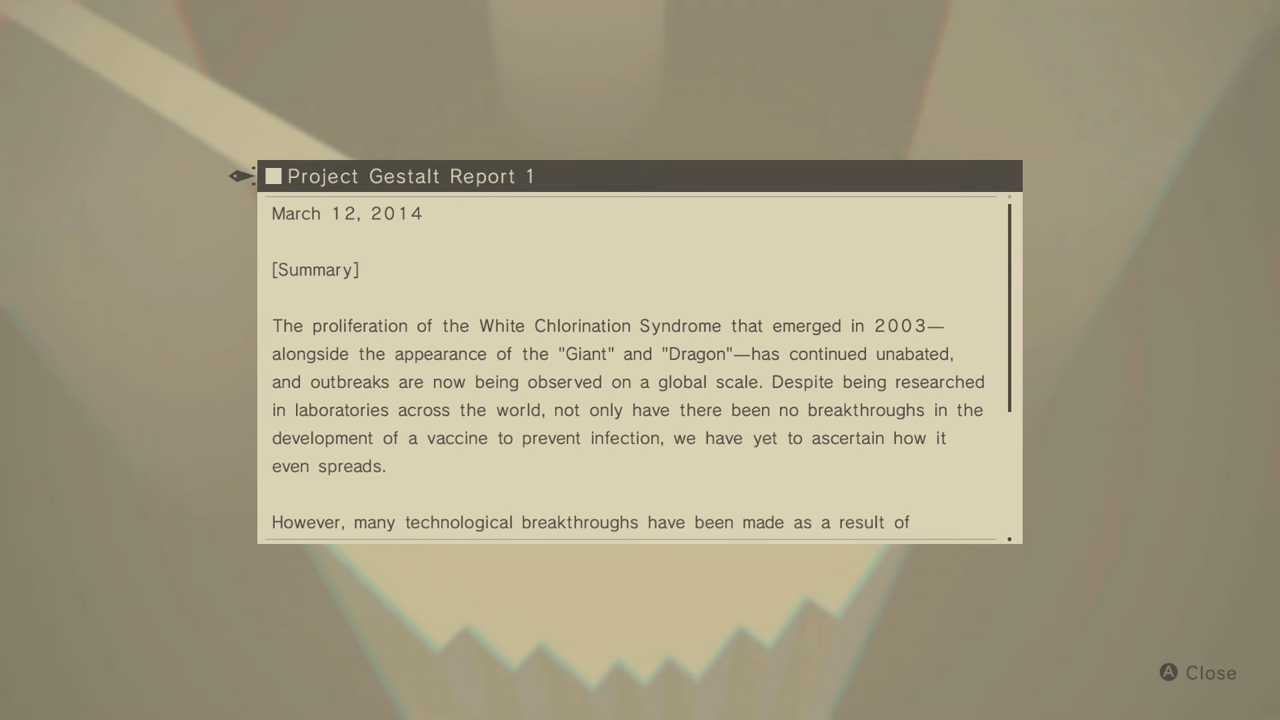 Project Gestalt Report 1
March 12, 2014
[Summary]
The proliferation of the White Chlorination Syndrome that emerged in 2003—
alongside the appearance of the "Giant" and "Dragon"—has continued unabated,
and outbreaks are now being observed on a global scale. Despite being researched
in laboratories across the world, not only have there been no breakthroughs in the
development of a vaccine to prevent infection, we have yet to ascertain how it
even spreads.
However, many technological breakthroughs have been made as a result of
A Close